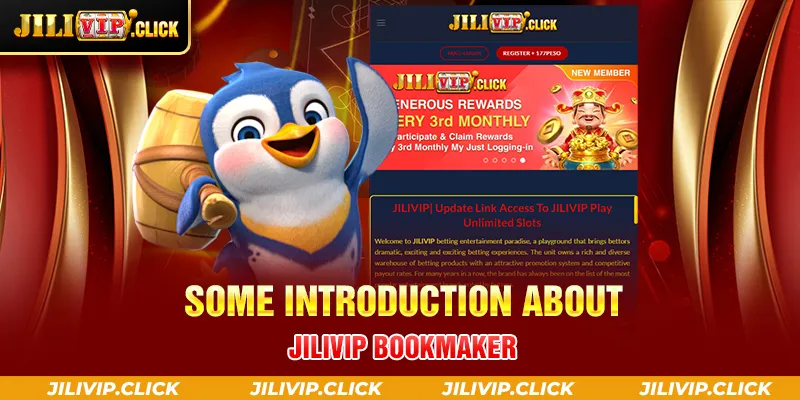 JILIVIP.CLICK
JILIVIP.CLICK
REGISTER + 177PESO
JILIVIP.CLICK
NEW MEMBER
ENEROUS REWARDS
ERY 3rd MONTHLY
articipate & Claim Rewards
y 3rd Monthly My Just Logging-in
JILIVIP| Update Link Access To JILIVIP Play
Unlimited Slots
Welcome to JILIVIP betting entertainment paradise, a playground that brings bettors
dramatic, exciting and exciting betting experiences. The unit owns a rich and diverse
warehouse of betting products with an attractive promotion system and competitive
payout rates. For many years in a row, the brand has always been on the list of the most
SOME INTRODUCTION ABOUT
JILIVIP BOOKMAKER
JILIVIP.CLICK JILIVIP.CLICK JILIVIP.CLICK JILIVIP.CLICK